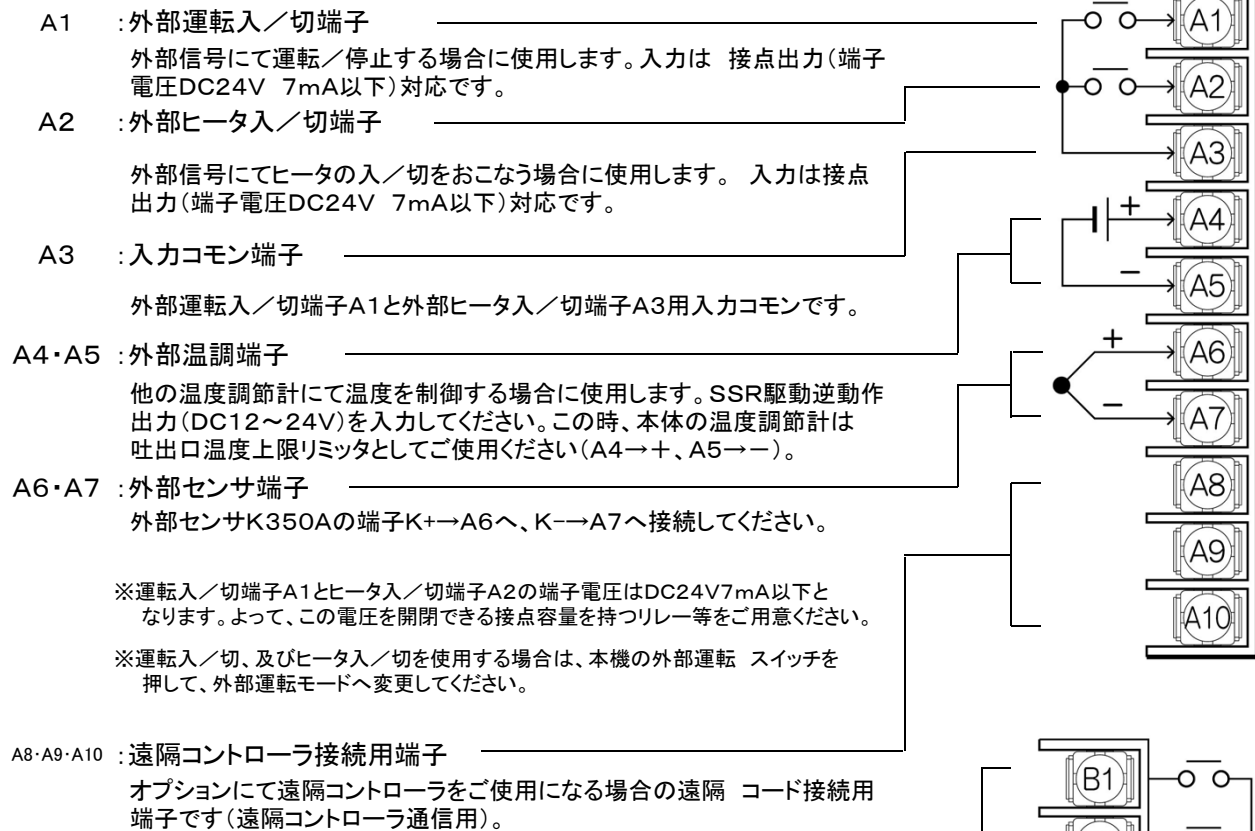 A1 :外部運転入／切端子
外部信号にて運転／停止する場合に使用します。入力は 接点出力（端子
電圧DC24V 7mA以下）対応です。
A2 :外部ヒータ入／切端子
外部信号にてヒータの入／切をおこなう場合に使用します。 入力は接点
出力（端子電圧DC24V 7mA以下）対応です。
A3 :入力コモン端子
外部運転入／切端子A1と外部ヒータ入／切端子A3用入力コモンです。
A4・A5 :外部温調端子
他の温度調節計にて温度を制御する場合に使用します。SSR駆動逆動作
出力（DC12～24V）を入力してください。この時、本体の温度調節計は
吐出口温度上限リミッタとしてご使用ください（A4→＋、A5→－）。
A6・A7 :外部センサ端子
外部センサK350Aの端子K+→A6へ、K-→A7へ接続してください。
※運転入／切端子A1とヒータ入／切端子A2の端子電圧はDC24V7mA以下と
なります。よって、この電圧を開閉できる接点容量を持つリレー等をご用意ください。
※運転入／切、及びヒータ入／切を使用する場合は、本機の外部運転 スイッチを
押して、外部運転モードへ変更してください。
A8・A9・A10 :遠隔コントローラ接続用端子
オプションにて遠隔コントローラをご使用になる場合の遠隔 コード接続用
端子です（遠隔コントローラ通信用）。
A1
A2
A3
+ A4
− A5
+ A6
− A7
A8
A9
A10
B1